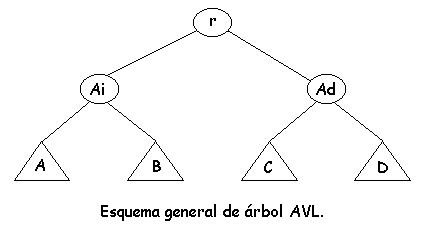 r
Ai Ad
A B C D
Esquema general de árbol AVL.